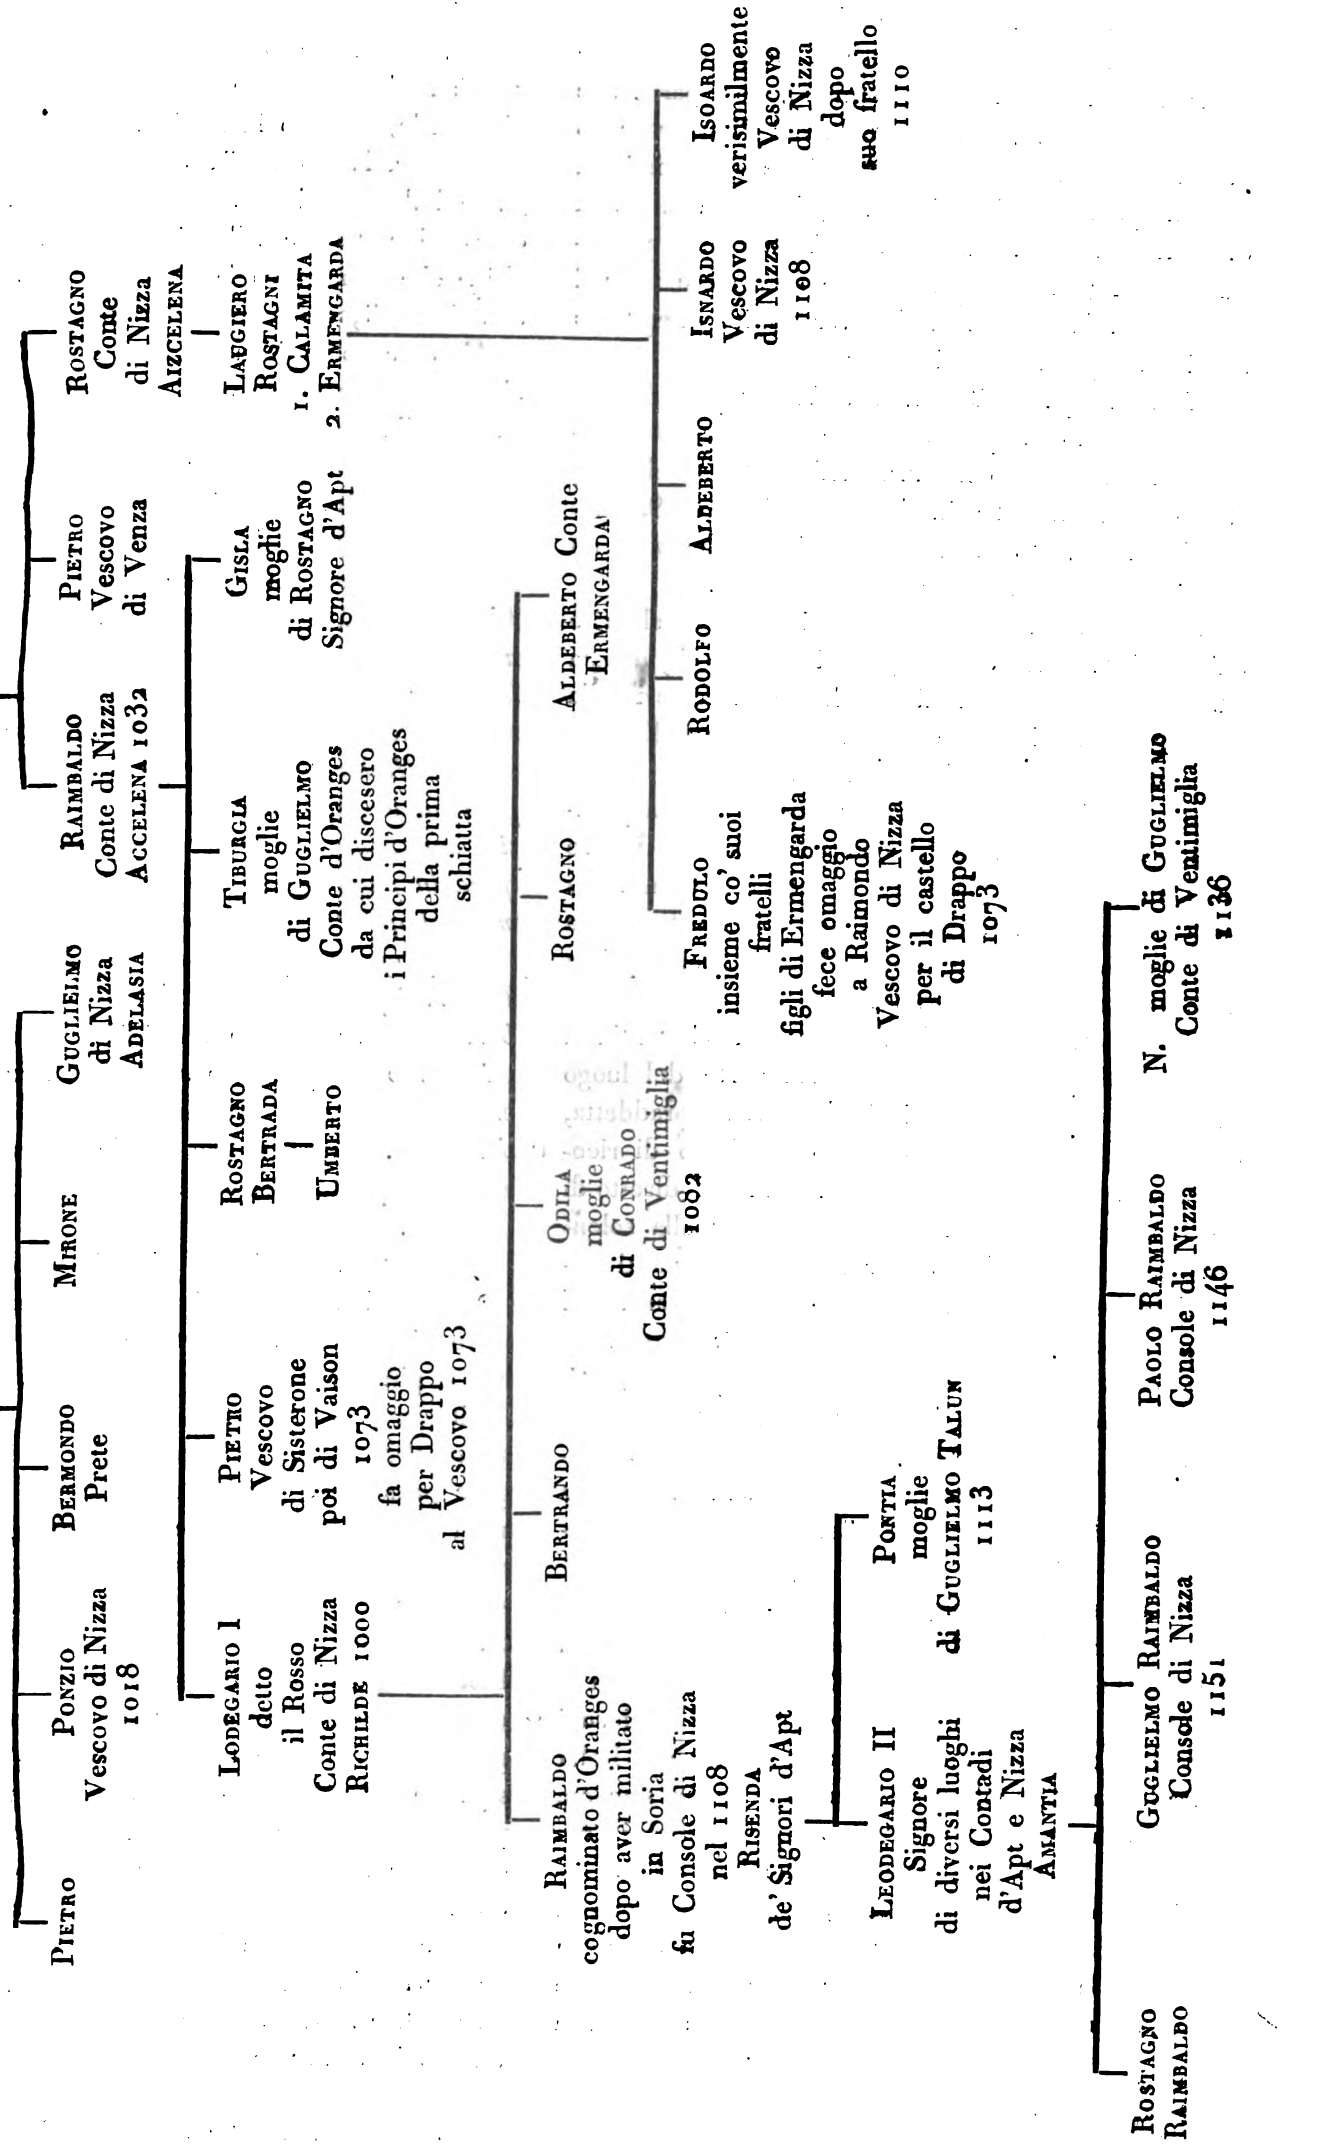 PIETRO
PONZIO
Vescovo di Nizza
1018
BERMONDO
Prete
MIRONE
GUGLIELMO
di Nizza
ADELASIA
RAIMBALDO
Conte di Nizza
ACCELENA 1032
PIETRO
Vescovo
di Venza
ROSTAGNO
Conte
di Nizza
AIZCELENA
LODEGARIO I
detto
il Rosso
Conte di Nizza
RICHILDE 1000
PIETRO
Vescovo
di Sisterone
poi di Vaison
1073
fa omaggio
per Drappo
al Vescovo 1073
ROSTAGNO
BERTRADA
UMBERTO
TIBURGIA
moglie
di GUGLIELMO
Conte d'Oranges
da cui discesero
i Principi d'Oranges
della prima
schiatta
GISLA
moglie
di ROSTAGNO
Signore d'Apt
LAUGIERO
ROSTAGNI
1. CALAMITA
2. ERMENGARDA
RAIMBALDO
cognominato d'Oranges
dopo aver militato
in Soria
fu Console di Nizza
nel 1108
RISENDA
de' Signori d'Apt
BERTRANDO
ODILA
moglie
di CONRADO
Conte di Ventimiglia
1082
ROSTAGNO
ALDEBERTO Conte
ERMENGARDA
FREDULO
insieme co' suoi
fratelli
figli di Ermengarda
fece omaggio
a Raimondo
Vescovo di Nizza
per il castello
di Drappo
1073
RODOLFO
ALDEBERTO
ISNARDO
Vescovo
di Nizza
1108
ISOARDO
verisimilmente
Vescovo
di Nizza
dopo
suo fratello
1110
LEODEGARIO II
Signore
di diversi luoghi
nei Contadi
d'Apt e Nizza
AMANTIA
PONTIA
moglie
di GUGLIELMO TALUN
1113
ROSTAGNO
RAIMBALDO
GUGLIELMO RAIMBALDO
Console di Nizza
1151
PAOLO RAIMBALDO
Console di Nizza
1146
N. moglie di GUGLIELMO
Conte di Ventimiglia
1136